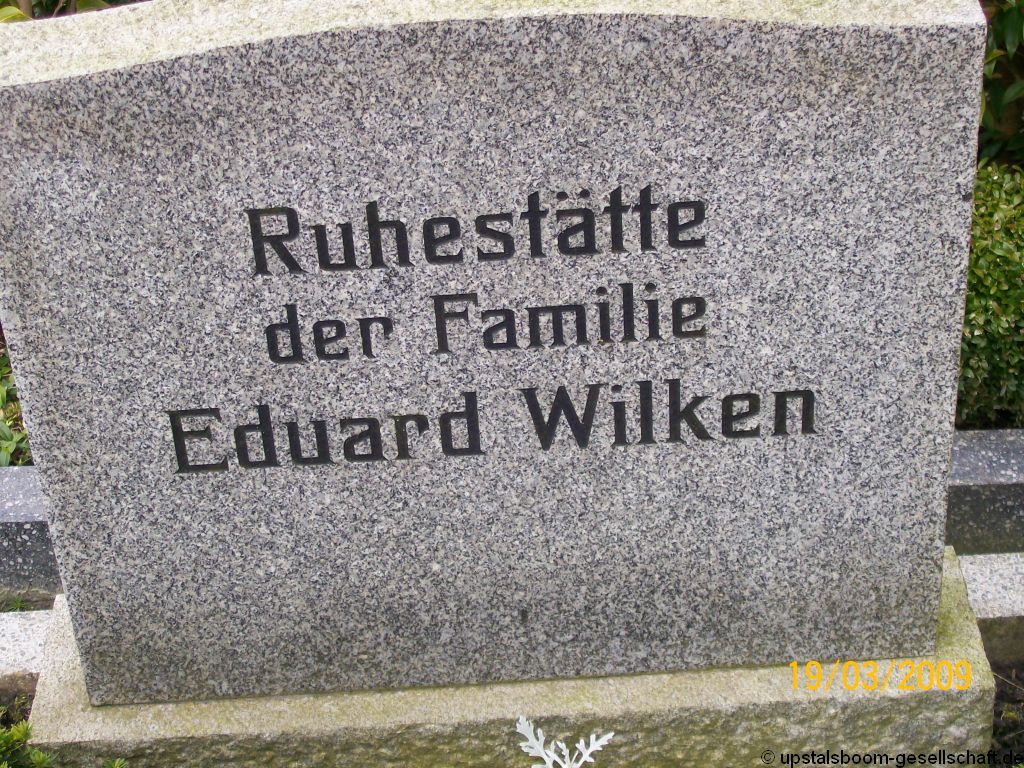 Ruhestätte
der Familie
Eduard Wilken
19/03/2009
© upstalsboom-gesellschaft.de